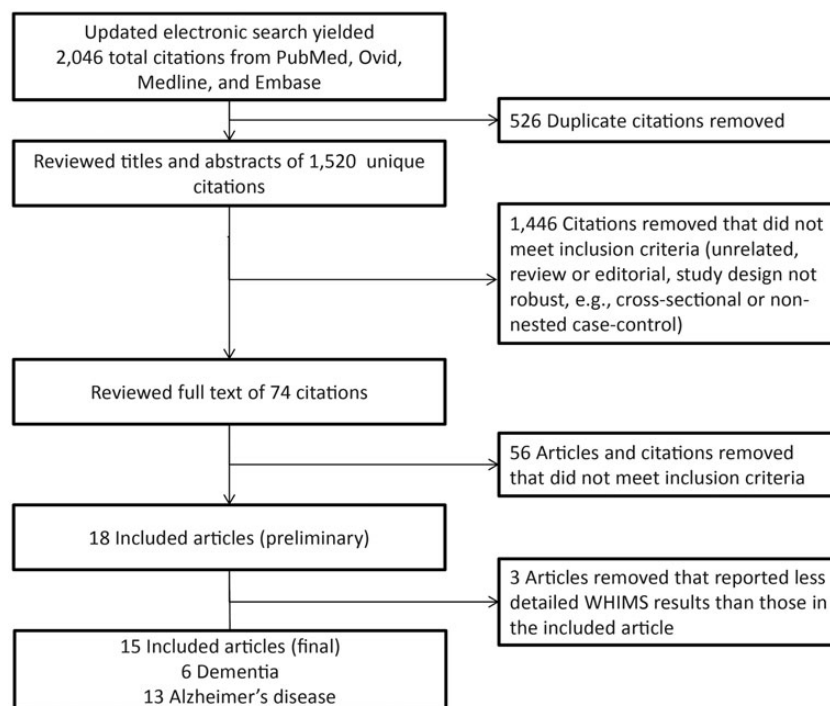 Updated electronic search yielded
2,046 total citations from PubMed, Ovid,
Medline, and Embase
526 Duplicate citations removed
Reviewed titles and abstracts of 1,520 unique
citations
1,446 Citations removed that did not
meet inclusion criteria (unrelated,
review or editorial, study design not
robust, e.g., cross-sectional or non-
nested case-control)
Reviewed full text of 74 citations
56 Articles and citations removed
that did not meet inclusion criteria
18 Included articles (preliminary)
3 Articles removed that reported less
detailed WHIMS results than those in
the included article
15 Included articles (final)
6 Dementia
13 Alzheimer's disease